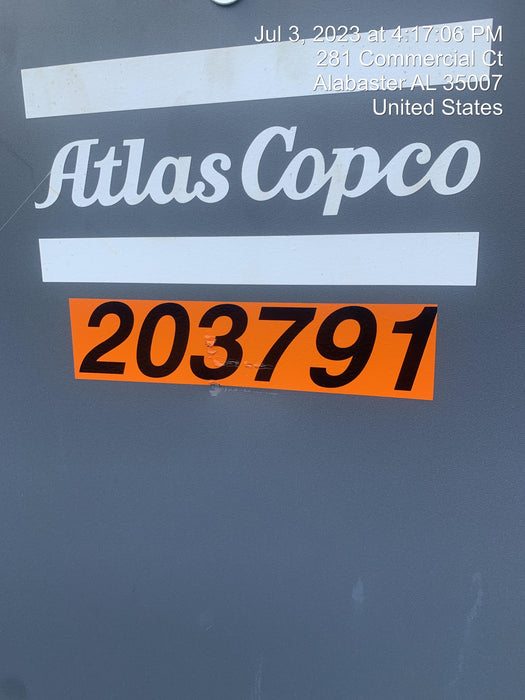 Jul 3, 2023 at 4:17:06 PM
281 Commercial Ct
Alabaster AL 35007
United States
Atlas Copco
203791